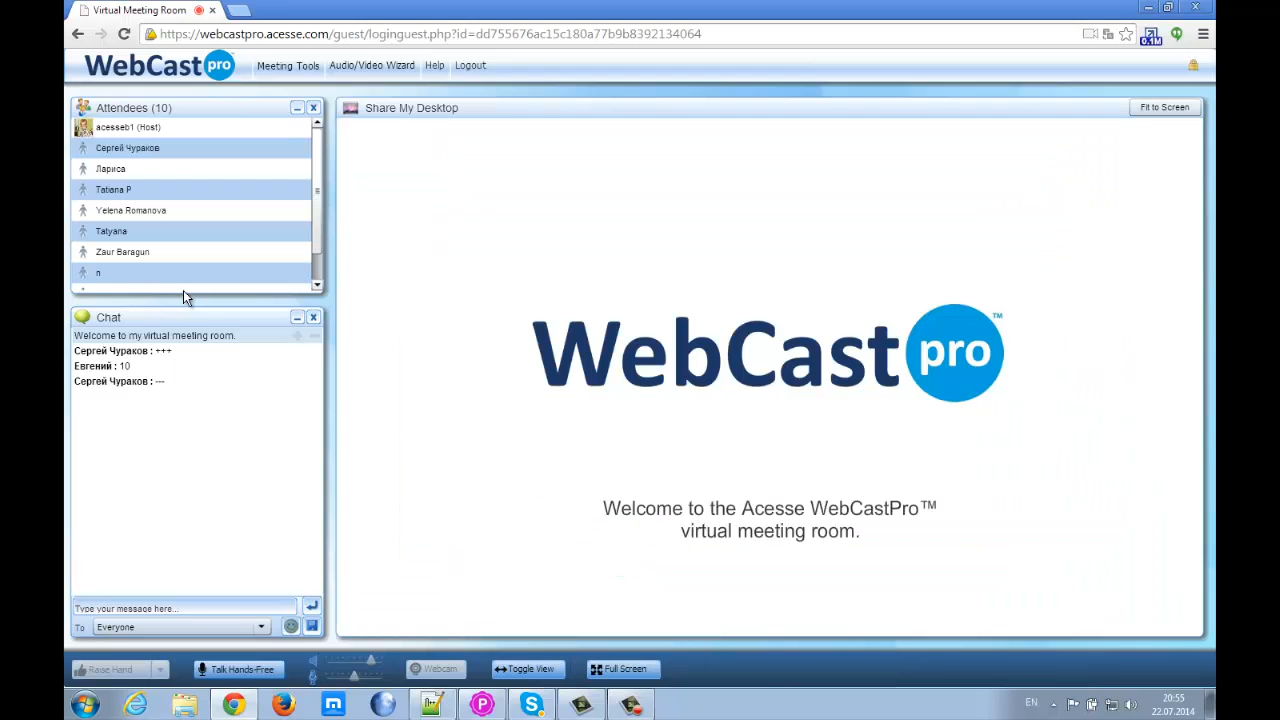 Virtual Meeting Room
https://webcastpro.acesse.com/guest/loginguest.php?id=dd755676ac15c180a77b9b8392134064
0.1M
WebCast pro Meeting Tools Audio/Video Wizard Help Logout
Attendees (10)
acesseb1 (Host)
Сергей Чураков
Лариса
Tatiana P
Yelena Romanova
Tatyana
Zaur Baragun
n
Chat
Welcome to my virtual meeting room.
Сергей Чураков : +++
Евгений : 10
Сергей Чураков : ---
Type your message here...
To Everyone
Share My Desktop Fit to Screen
WebCast pro™
Welcome to the Acesse WebCastPro™
virtual meeting room.
Raise Hand Talk Hands-Free Webcam Toggle View Full Screen
EN 20:55
22.07.2014